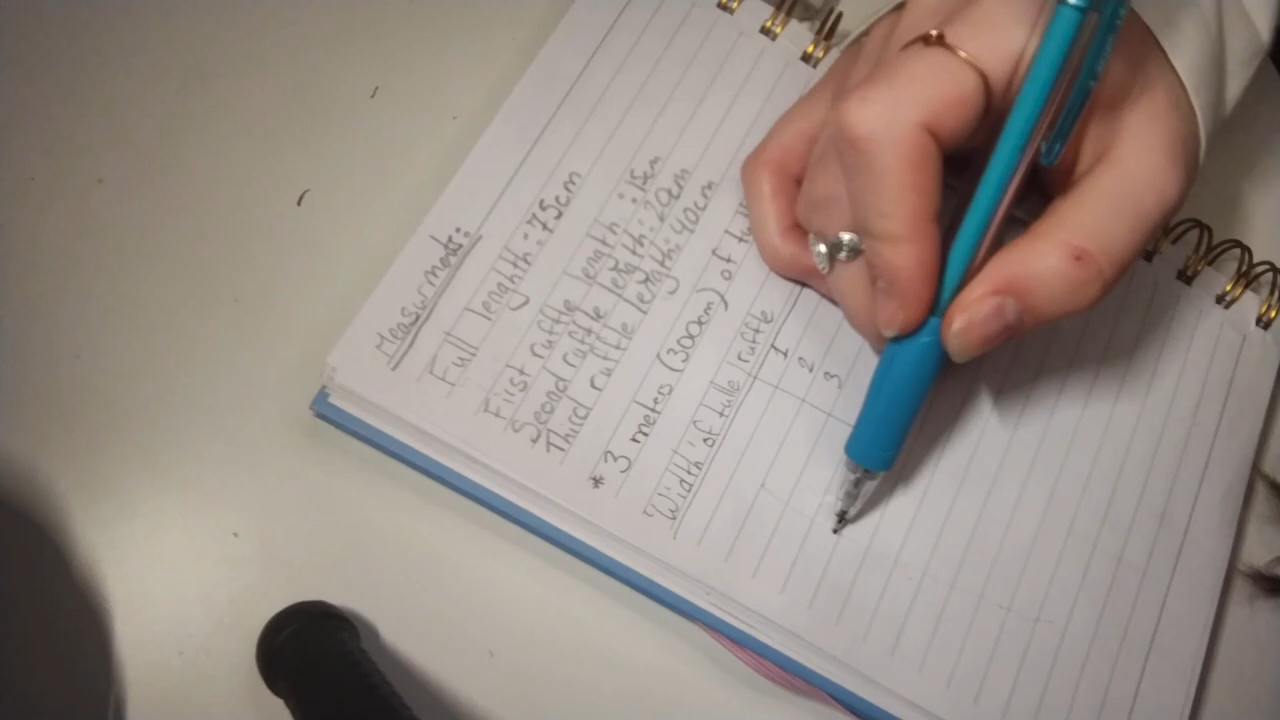 Measurments:
Full lenghth: 75cm
First ruffle length : 15cm
Second ruffle length: 20cm
Third ruffle length: 40cm
* 3 meters (300cm) of
Width of tulle ruffle
1
2
3